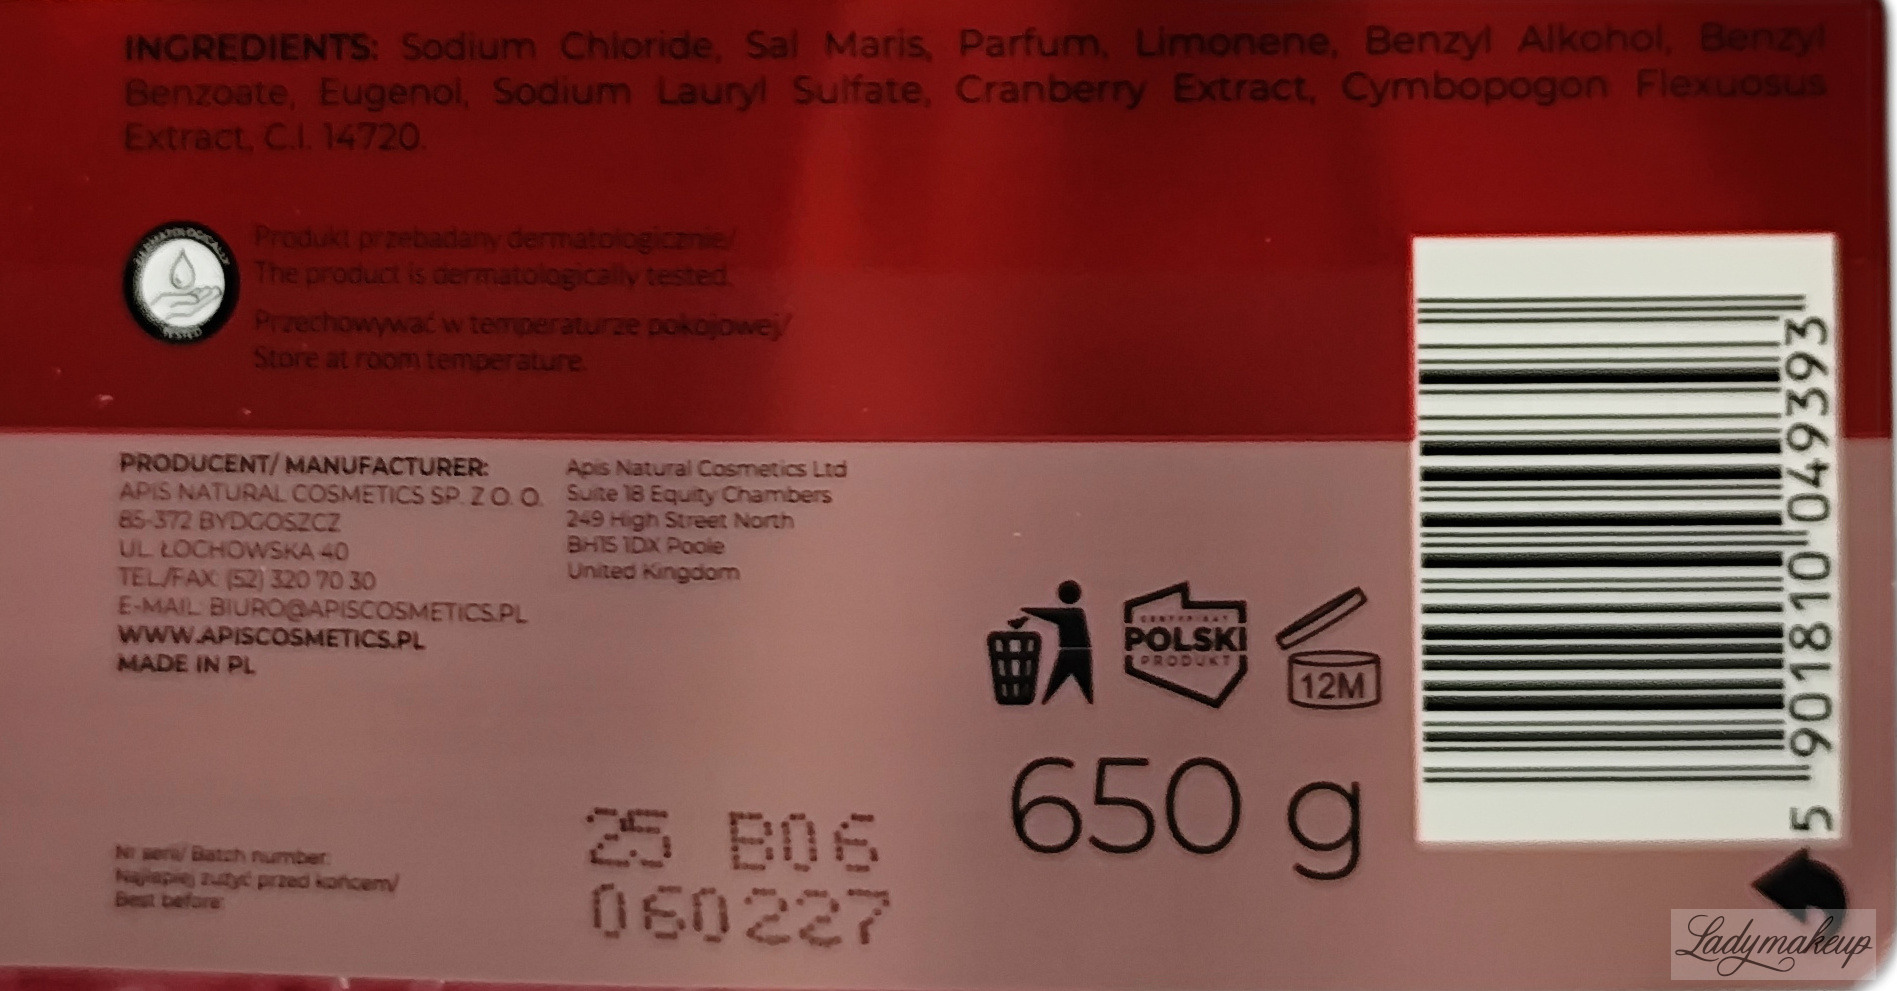 INGREDIENTS: Sodium Chloride, Sal Maris, Parfum, Limonene, Benzyl Alkohol, Benzyl
Benzoate, Eugenol, Sodium Lauryl Sulfate, Cranberry Extract, Cymbopogon Flexuosus
Extract, C.I. 14720.
DERMATOLOGICALLY
TESTED
Produkt przebadany dermatologicznie/
The product is dermatologically tested.
Przechowywać w temperaturze pokojowej/
Store at room temperature.
PRODUCENT/ MANUFACTURER:
APIS NATURAL COSMETICS SP. Z O. O.
85-372 BYDGOSZCZ
UL. ŁOCHOWSKA 40
TEL./FAX: (52) 320 70 30
E-MAIL: BIURO@APISCOSMETICS.PL
WWW.APISCOSMETICS.PL
MADE IN PL
Apis Natural Cosmetics Ltd
Suite 18 Equity Chambers
249 High Street North
BH15 1DX Poole
United Kingdom
CERTYFIKAT
POLSKI
PRODUKT
12M
650 g
5 901810 049393
Nr serii/ Batch number:
Najlepiej zużyć przed końcem/
Best before:
25 B06
060227
Ladymakeup